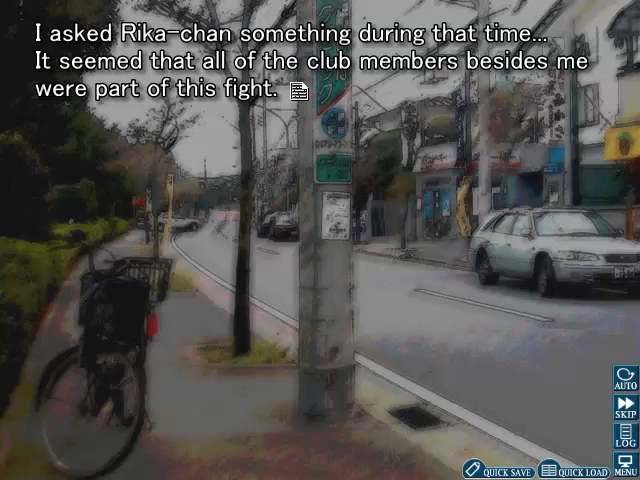 I asked Rika-chan something during that time...
It seemed that all of the club members besides me
were part of this fight.
AUTO
SKIP
LOG
MENU
QUICK SAVE
QUICK LOAD